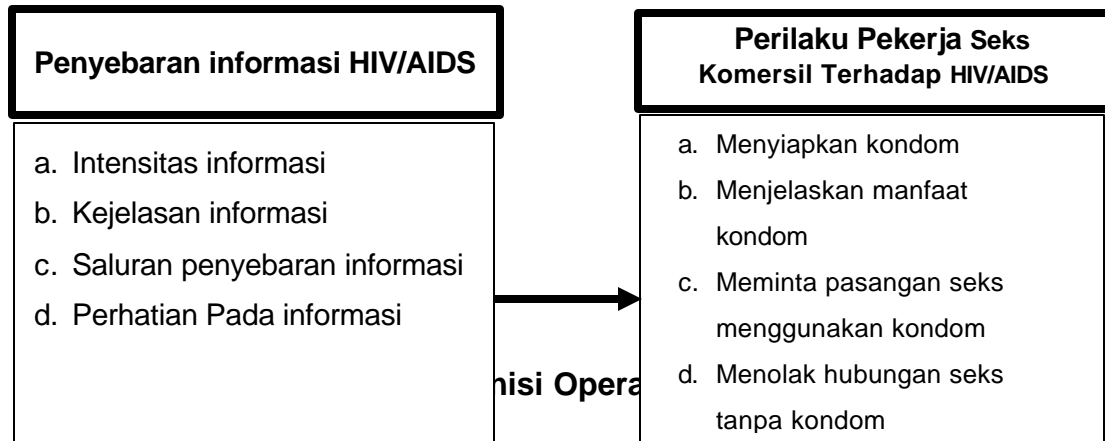 Penyebaran informasi HIV/AIDS
a. Intensitas informasi
b. Kejelasan informasi
c. Saluran penyebaran informasi
d. Perhatian Pada informasi
Perilaku Pekerja Seks
Komersil Terhadap HIV/AIDS
a. Menyiapkan kondom
b. Menjelaskan manfaat
kondom
c. Meminta pasangan seks
menggunakan kondom
d. Menolak hubungan seks
tanpa kondom